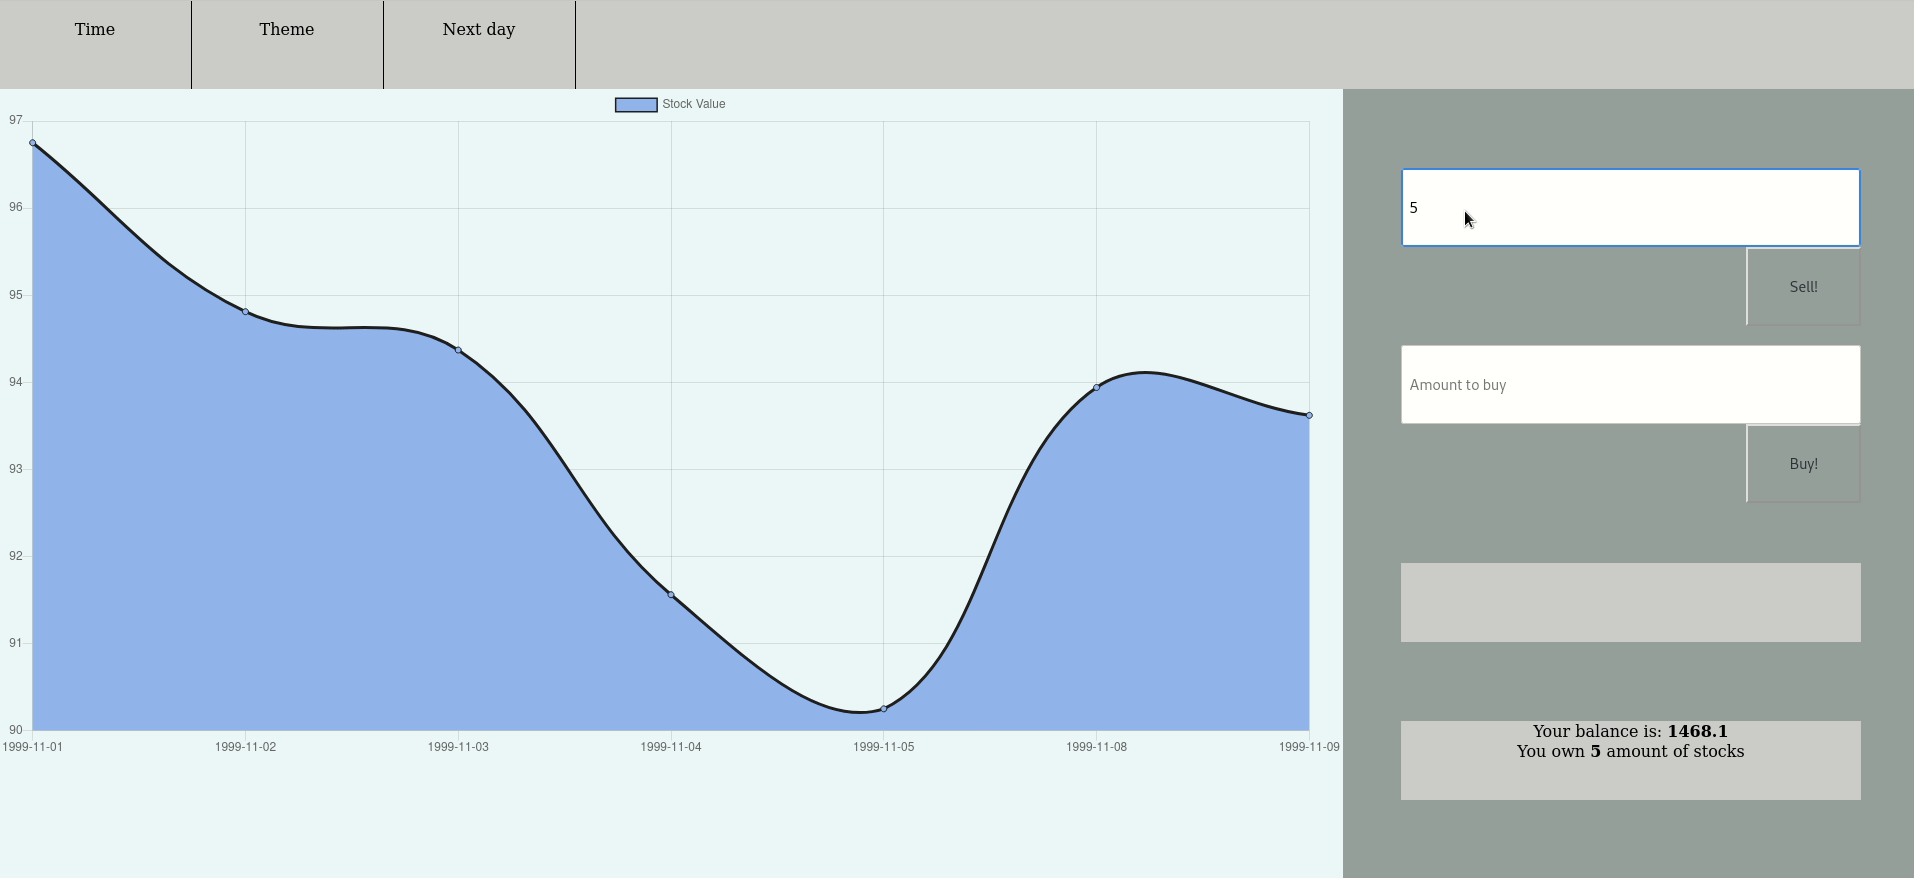 Time
Theme
Next day
Stock Value
97
96
95
94
93
92
91
90
1999-11-01
1999-11-02
1999-11-03
1999-11-04
1999-11-05
1999-11-08
1999-11-09
5
Sell!
Amount to buy
Buy!
Your balance is: 1468.1
You own 5 amount of stocks